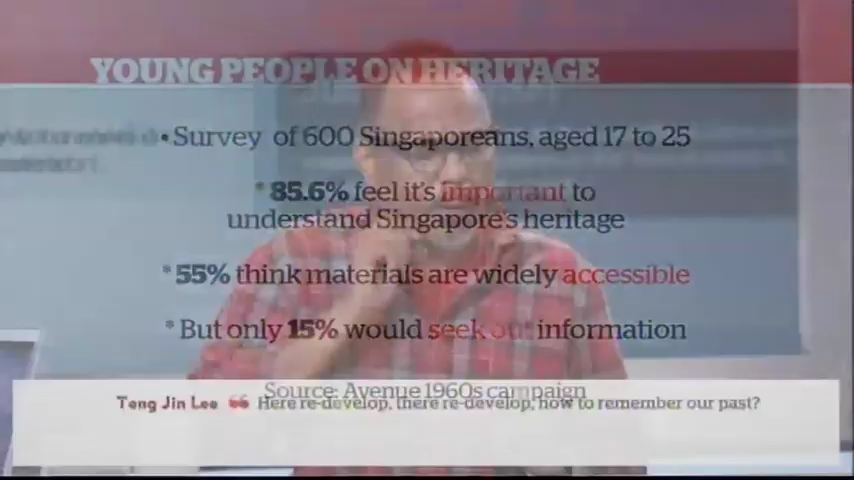 YOUNG PEOPLE ON HERITAGE
• Survey of 600 Singaporeans, aged 17 to 25
* 85.6% feel it's important to
understand Singapore's heritage
* 55% think materials are widely accessible
* But only 15% would seek out information
Source: Avenue 1960s campaign
Teng Jin Lee “ Here re-develop, there re-develop, how to remember our past?